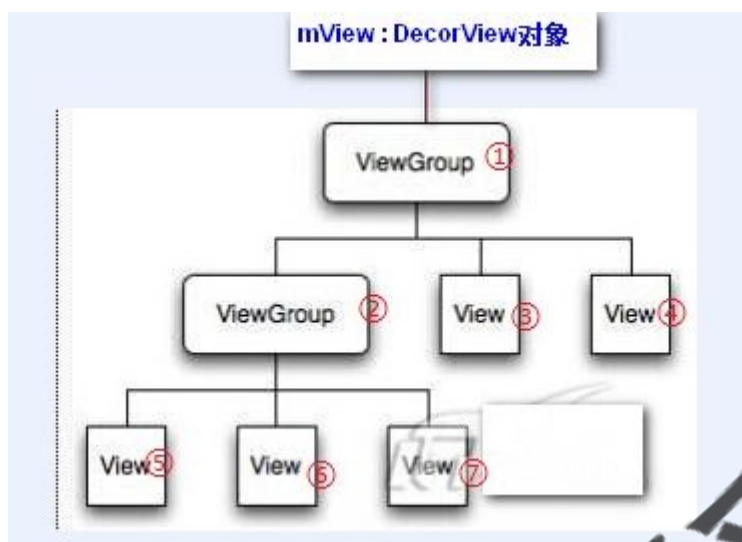 mView : DecorView对象
ViewGroup ①
ViewGroup ②
View ③
View ④
View ⑤
View ⑥
View ⑦